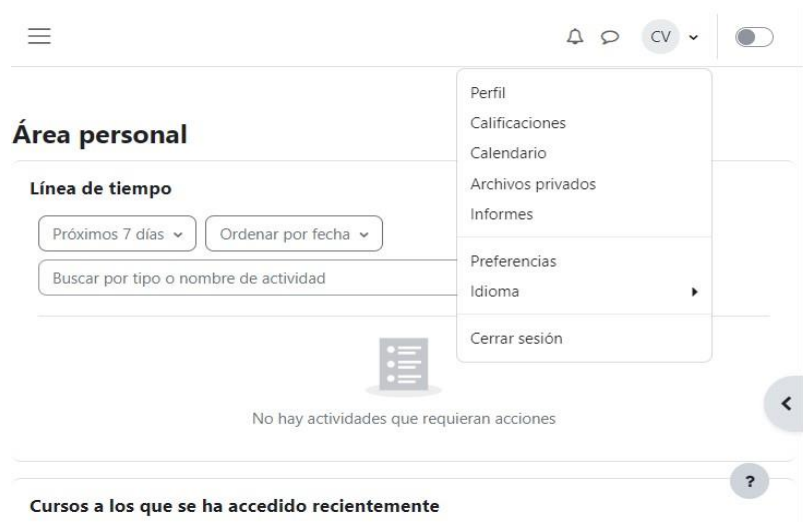 CV
Perfil
Calificaciones
Calendario
Archivos privados
Informes
Preferencias
Idioma
Cerrar sesión
Área personal
Línea de tiempo
Próximos 7 días
Ordenar por fecha
Buscar por tipo o nombre de actividad
No hay actividades que requieran acciones
?
Cursos a los que se ha accedido recientemente